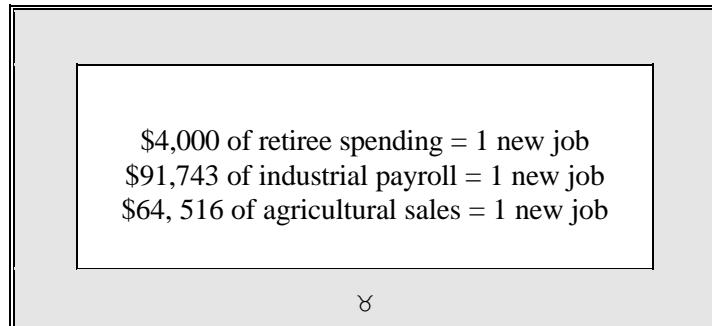 $4,000 of retiree spending = 1 new job
$91,743 of industrial payroll = 1 new job
$64, 516 of agricultural sales = 1 new job
♉